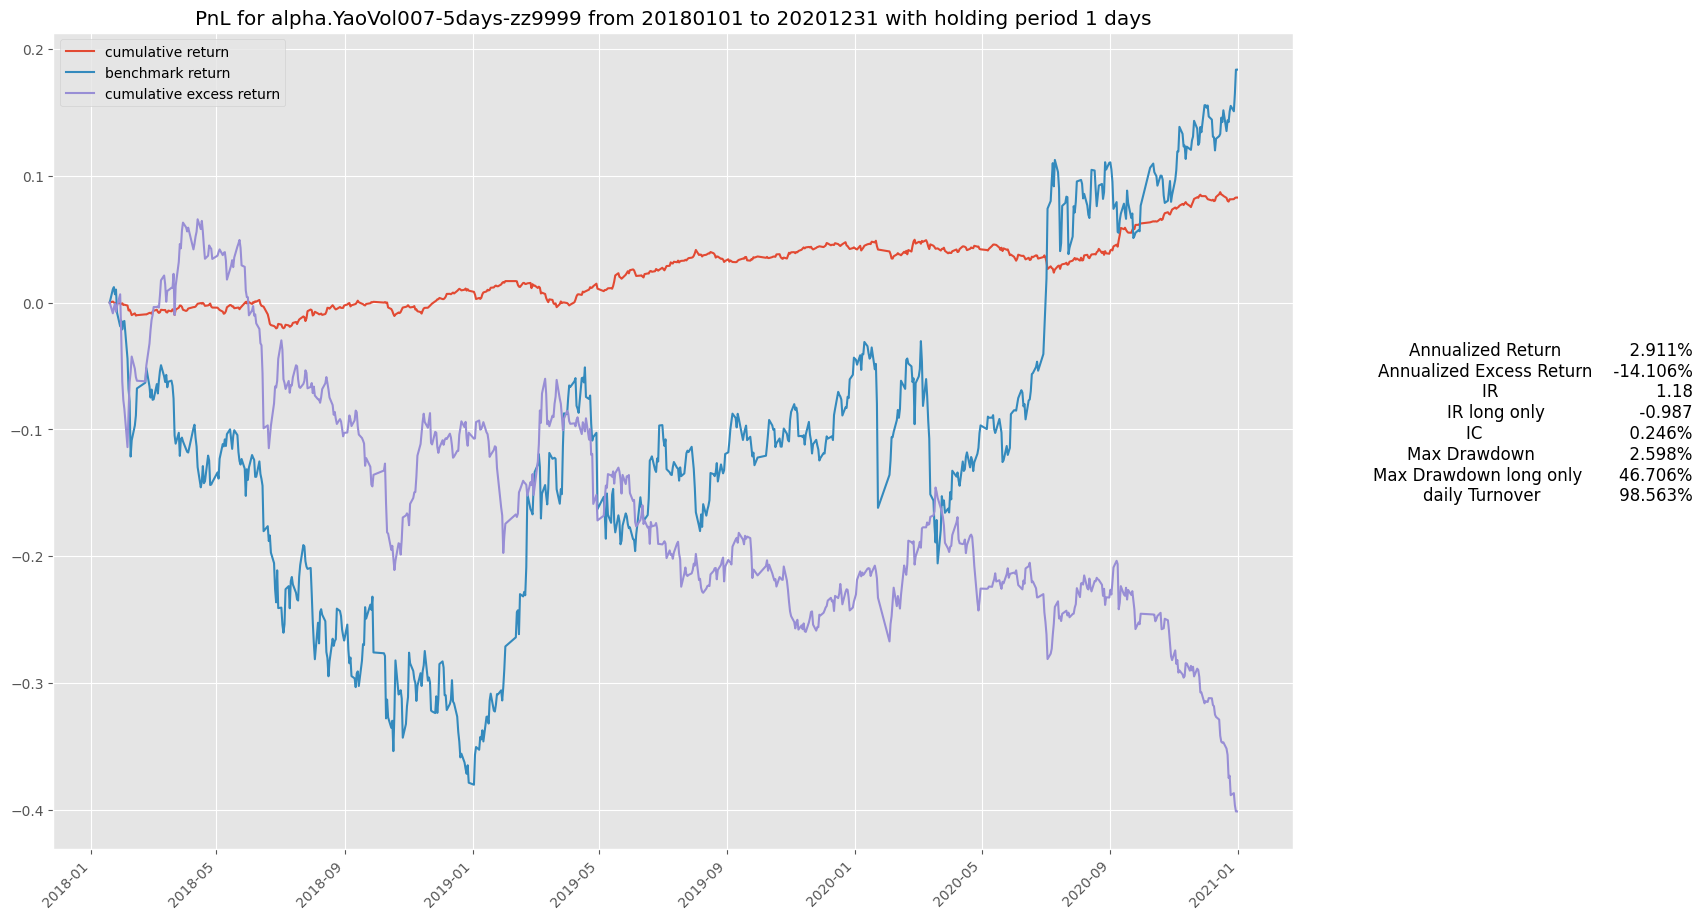 PnL for alpha.YaoVol007-5days-zz9999 from 20180101 to 20201231 with holding period 1 days
cumulative return
benchmark return
cumulative excess return
0.2
0.1
0.0
−0.1
−0.2
−0.3
−0.4
2018-01
2018-05
2018-09
2019-01
2019-05
2019-09
2020-01
2020-05
2020-09
2021-01
Annualized Return 2.911%
Annualized Excess Return -14.106%
IR 1.18
IR long only -0.987
IC 0.246%
Max Drawdown 2.598%
Max Drawdown long only 46.706%
daily Turnover 98.563%